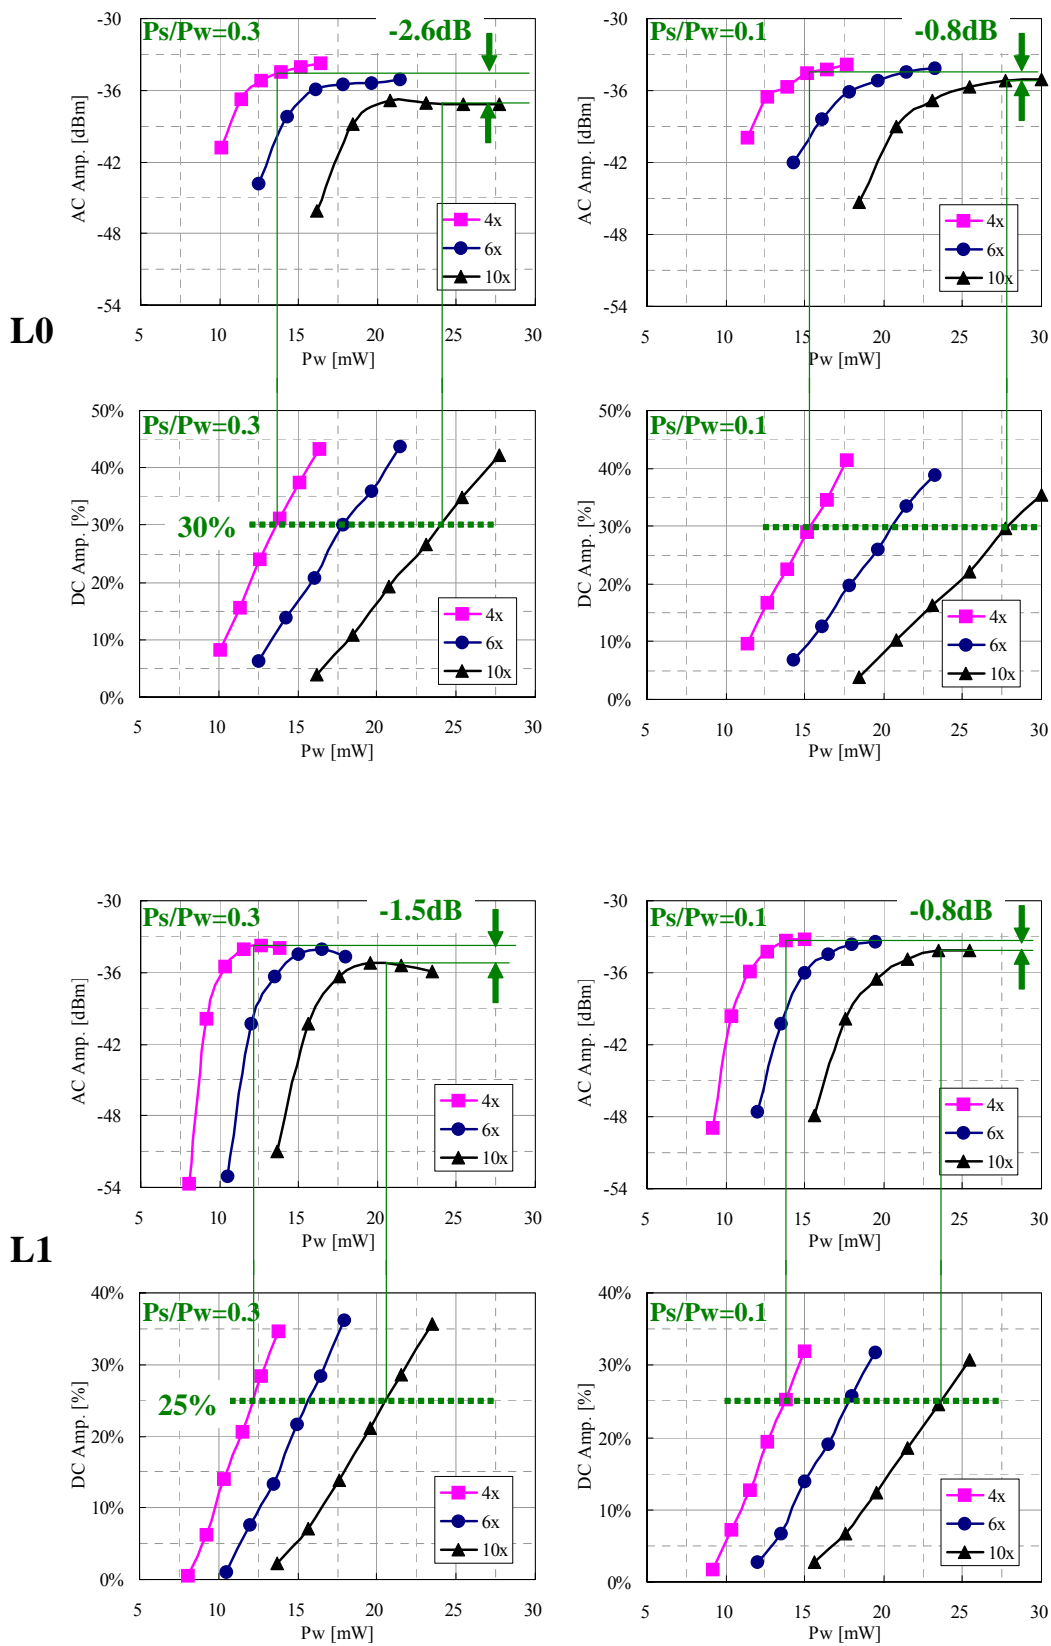 Ps/Pw=0.3
-2.6dB
-30
-36
-42
-48
-54
AC Amp. [dBm]
4x
6x
10x
5 10 15 20 25 30
Pw [mW]
Ps/Pw=0.1
-0.8dB
-30
-36
-42
-48
-54
AC Amp. [dBm]
4x
6x
10x
5 10 15 20 25 30
Pw [mW]
L0
Ps/Pw=0.3
50%
40%
30%
20%
10%
0%
DC Amp. [%]
30%
4x
6x
10x
5 10 15 20 25 30
Pw [mW]
Ps/Pw=0.1
50%
40%
30%
20%
10%
0%
DC Amp. [%]
4x
6x
10x
5 10 15 20 25 30
Pw [mW]
Ps/Pw=0.3
-1.5dB
-30
-36
-42
-48
-54
AC Amp. [dBm]
4x
6x
10x
5 10 15 20 25 30
Pw [mW]
Ps/Pw=0.1
-0.8dB
-30
-36
-42
-48
-54
AC Amp. [dBm]
4x
6x
10x
5 10 15 20 25 30
Pw [mW]
L1
Ps/Pw=0.3
40%
30%
20%
10%
0%
DC Amp. [%]
25%
4x
6x
10x
5 10 15 20 25 30
Pw [mW]
Ps/Pw=0.1
40%
30%
20%
10%
0%
DC Amp. [%]
4x
6x
10x
5 10 15 20 25 30
Pw [mW]